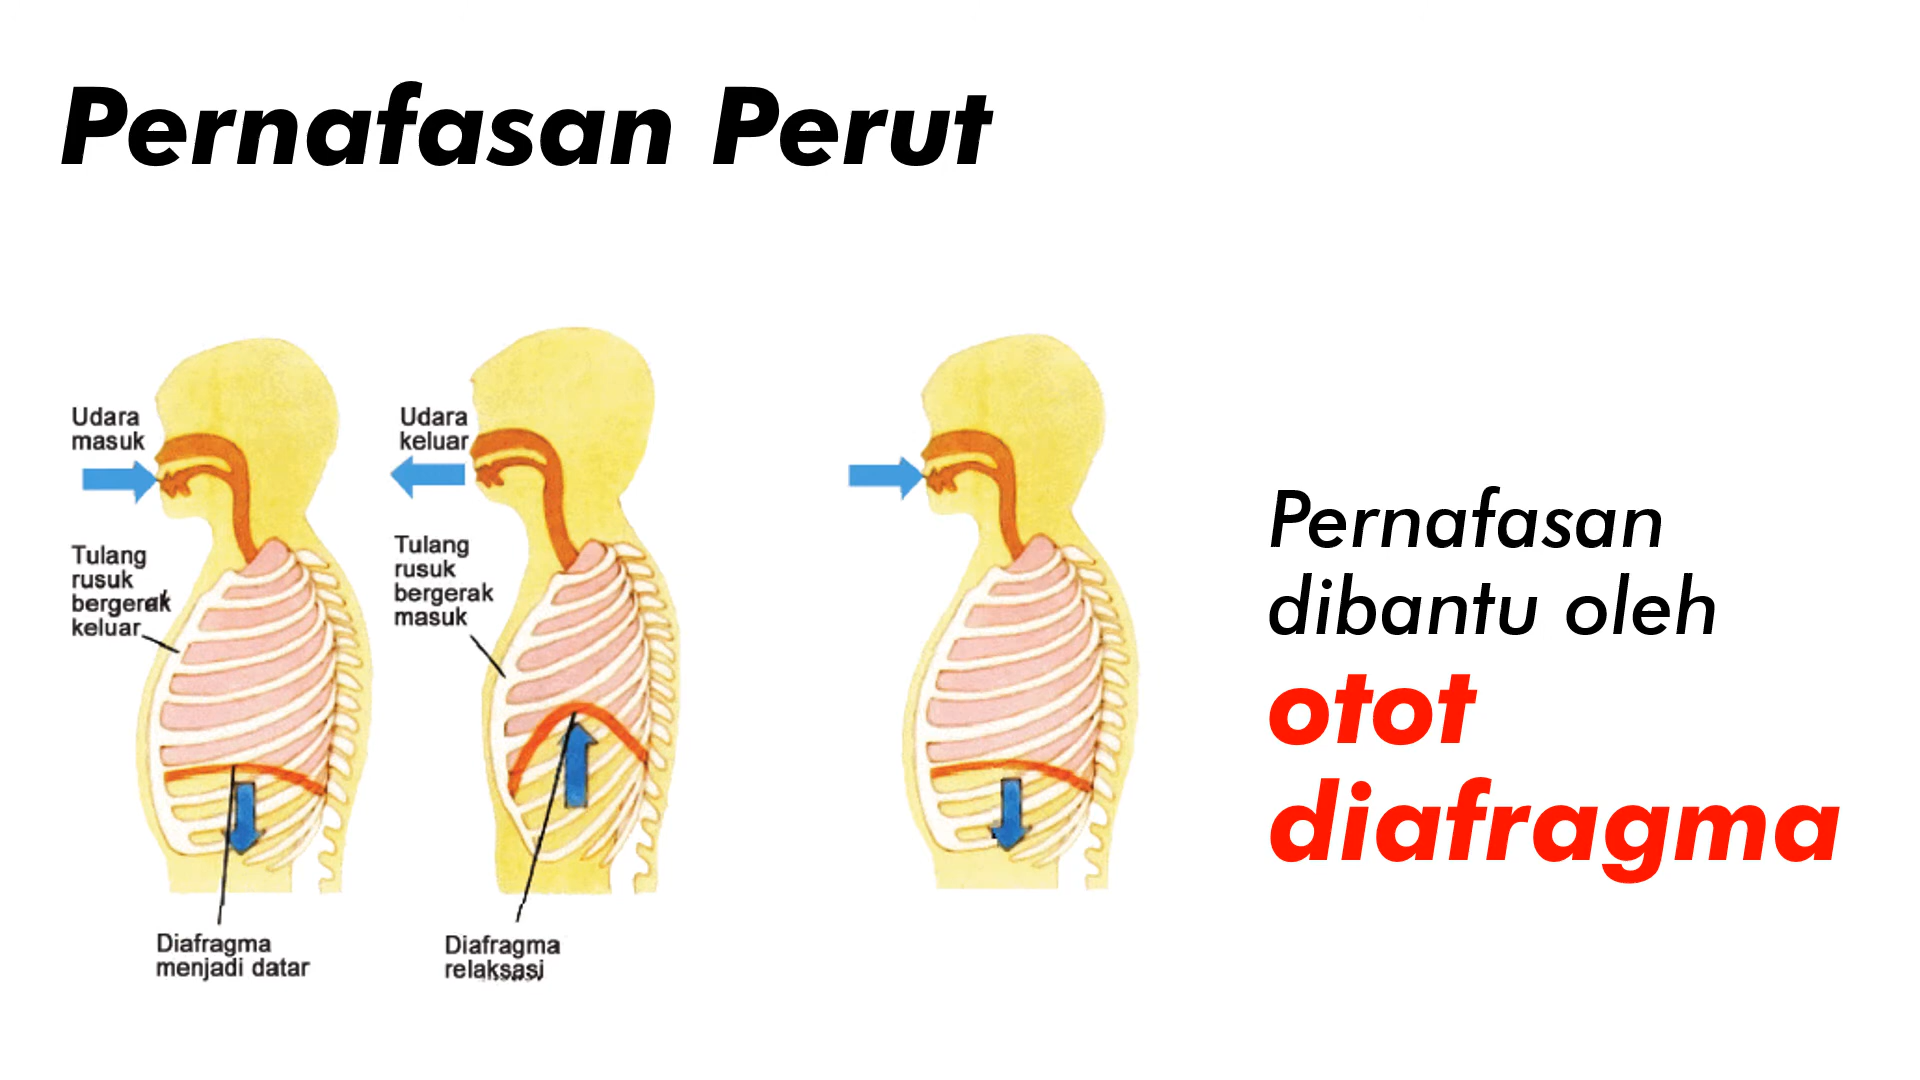 Pernafasan Perut
Udara
masuk
Udara
keluar
Tulang
rusuk
bergerak
keluar
Tulang
rusuk
bergerak
masuk
Diafragma
menjadi datar
Diafragma
relaksasi
Pernafasan
dibantu oleh
otot
diafragma